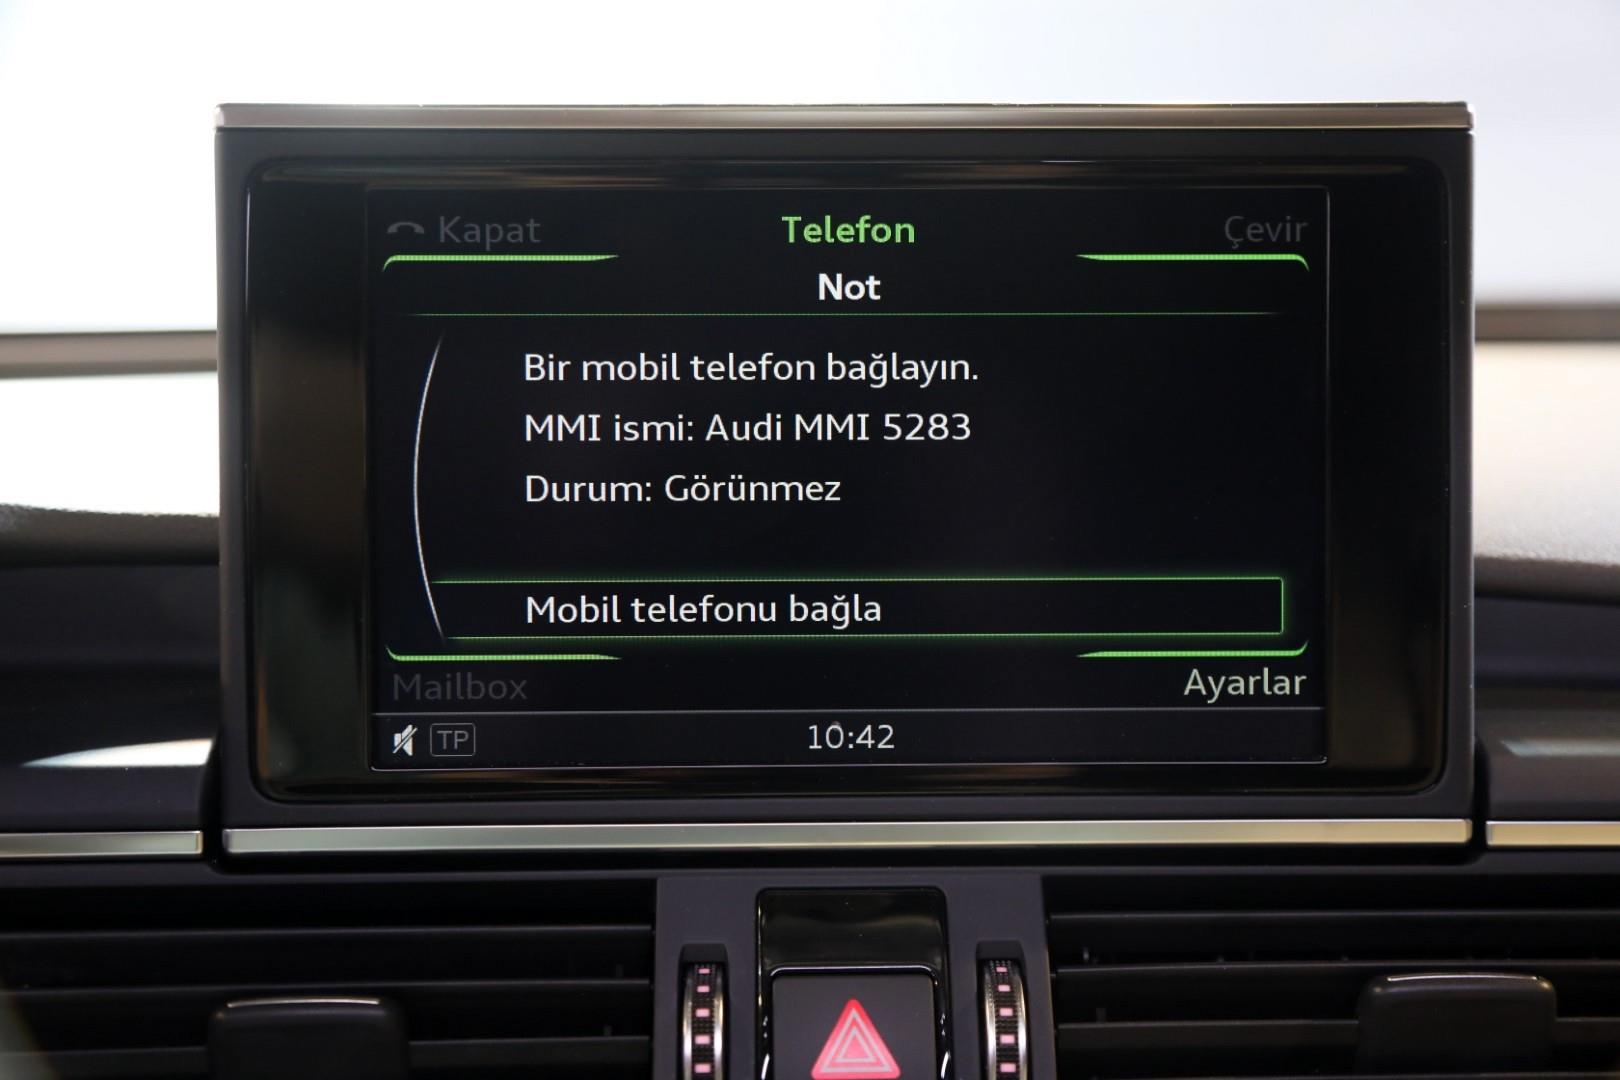 Kapat Telefon Çevir
Not
Bir mobil telefon bağlayın.
MMI ismi: Audi MMI 5283
Durum: Görünmez
Mobil telefonu bağla
Mailbox Ayarlar
TP 10:42